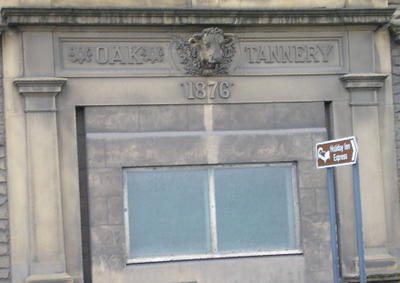 OAK TANNERY
1876
Holiday Inn
Express